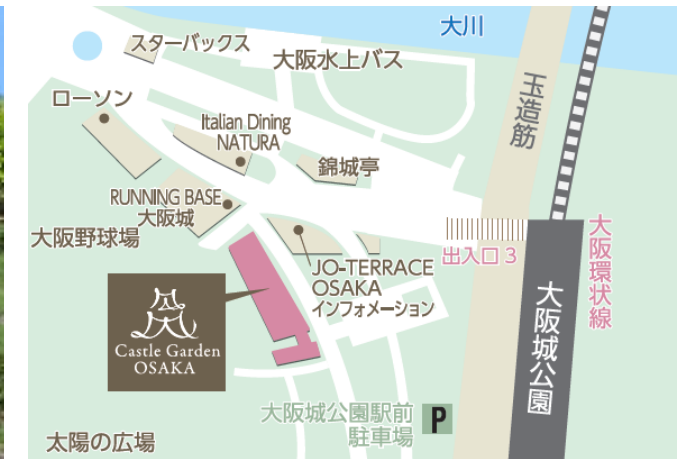 大川
スターバックス
大阪水上バス
ローソン
玉造筋
Italian Dining
NATURA
錦城亭
RUNNING BASE
大阪城
大阪野球場
出入口 3
大阪環状線
JO-TERRACE
OSAKA
インフォメーション
大阪城公園
Castle Garden
OSAKA
大阪城公園駅前
駐車場
P
太陽の広場